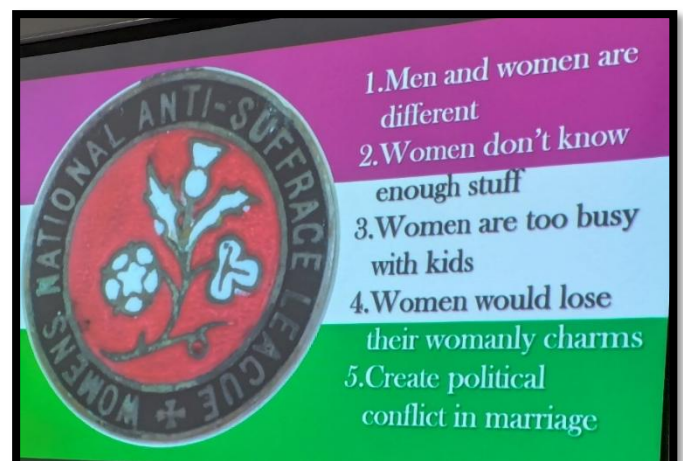 WOMENS NATIONAL ANTI-SUFFRAGE LEAGUE
1.Men and women are
different
2.Women don't know
enough stuff
3.Women are too busy
with kids
4.Women would lose
their womanly charms
5.Create political
conflict in marriage